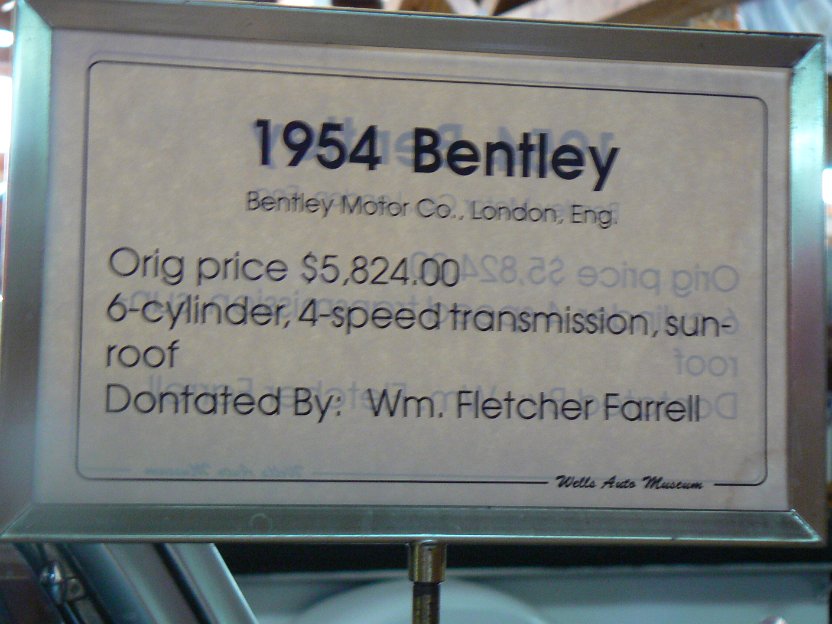 1954 Bentley
Bentley Motor Co., London, Eng.
Orig price $5,824.00
6-cylinder, 4-speed transmission, sun-
roof
Dontated By: Wm. Fletcher Farrell
Wells Auto Museum